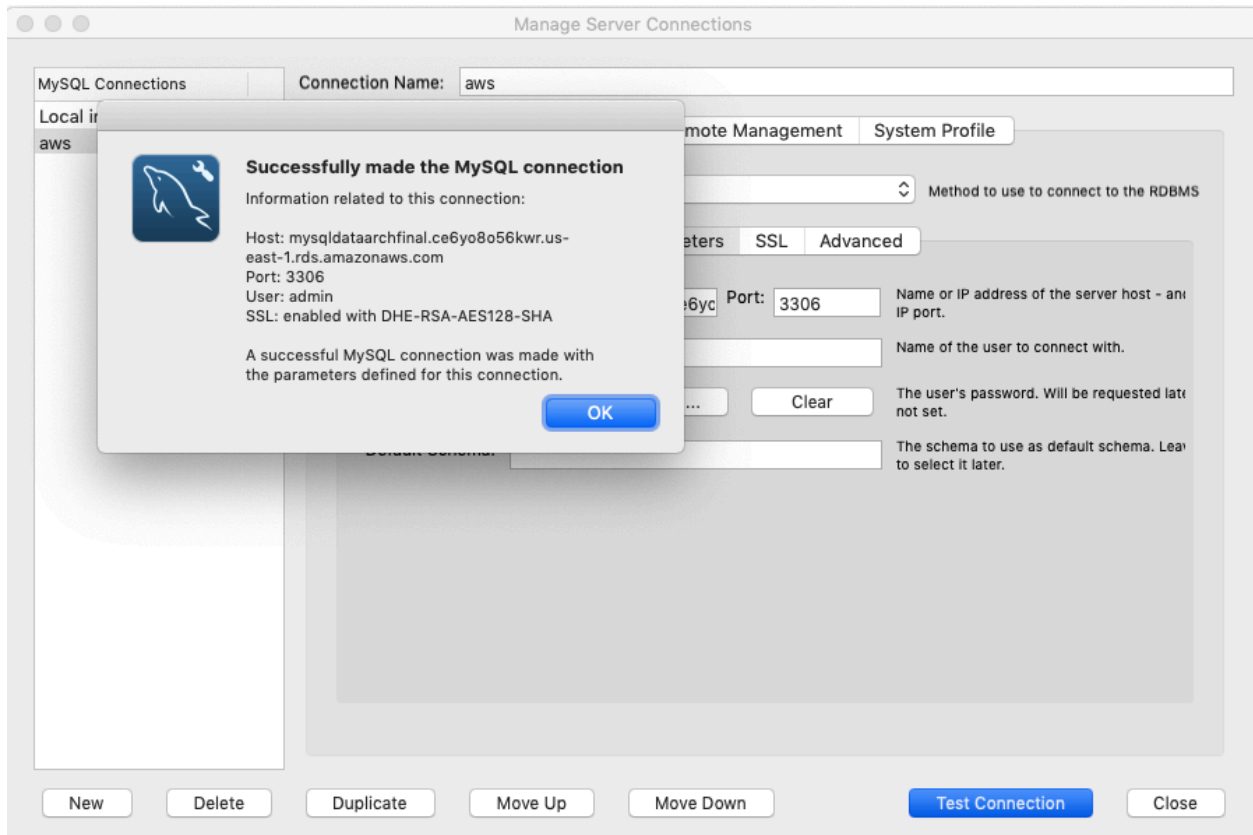 Manage Server Connections
MySQL Connections
Connection Name: aws
Local
aws
Management System Profile
Successfully made the MySQL connection
Information related to this connection:
Host: mysqldataarchfinal.ce6yo8o56kwr.us-
east-1.rds.amazonaws.com
Port: 3306
User: admin
SSL: enabled with DHE-RSA-AES128-SHA
A successful MySQL connection was made with
the parameters defined for this connection.
OK
Method to use to connect to the RDBMS
SSL Advanced
Port: 3306
Name or IP address of the server host - and
IP port.
Name of the user to connect with.
... Clear
The user's password. Will be requested
not set.
Default Schema:
The schema to use as default schema.
to select it later.
New Delete Duplicate Move Up Move Down Test Connection Close